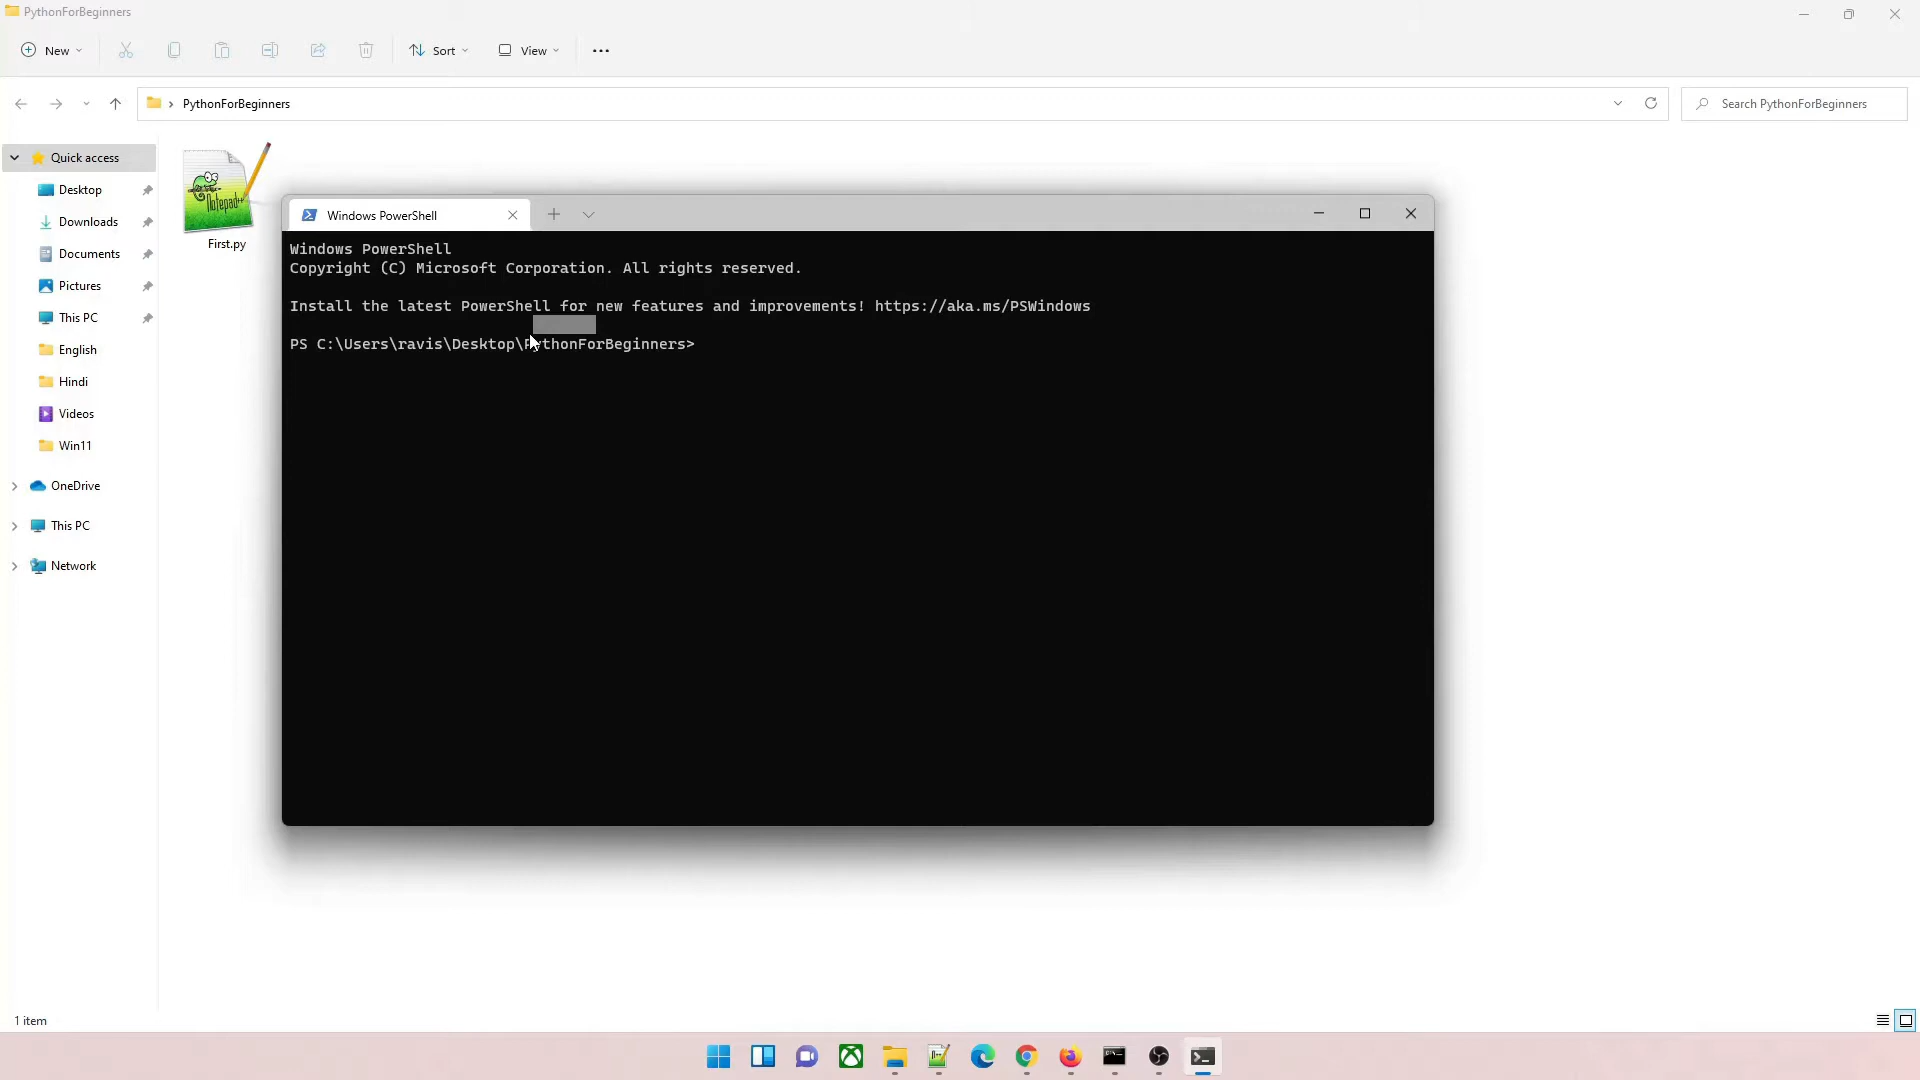 PythonForBeginners
New
Sort
View
PythonForBeginners
Search PythonForBeginners
Quick access
Desktop
Downloads
Documents
Pictures
This PC
English
Hindi
Videos
Win11
OneDrive
This PC
Network
Notepad++
First.py
Windows PowerShell
Windows PowerShell
Copyright (C) Microsoft Corporation. All rights reserved.
Install the latest PowerShell for new features and improvements! https://aka.ms/PSWindows
PS C:\Users\ravis\Desktop\PythonForBeginners>
1 item